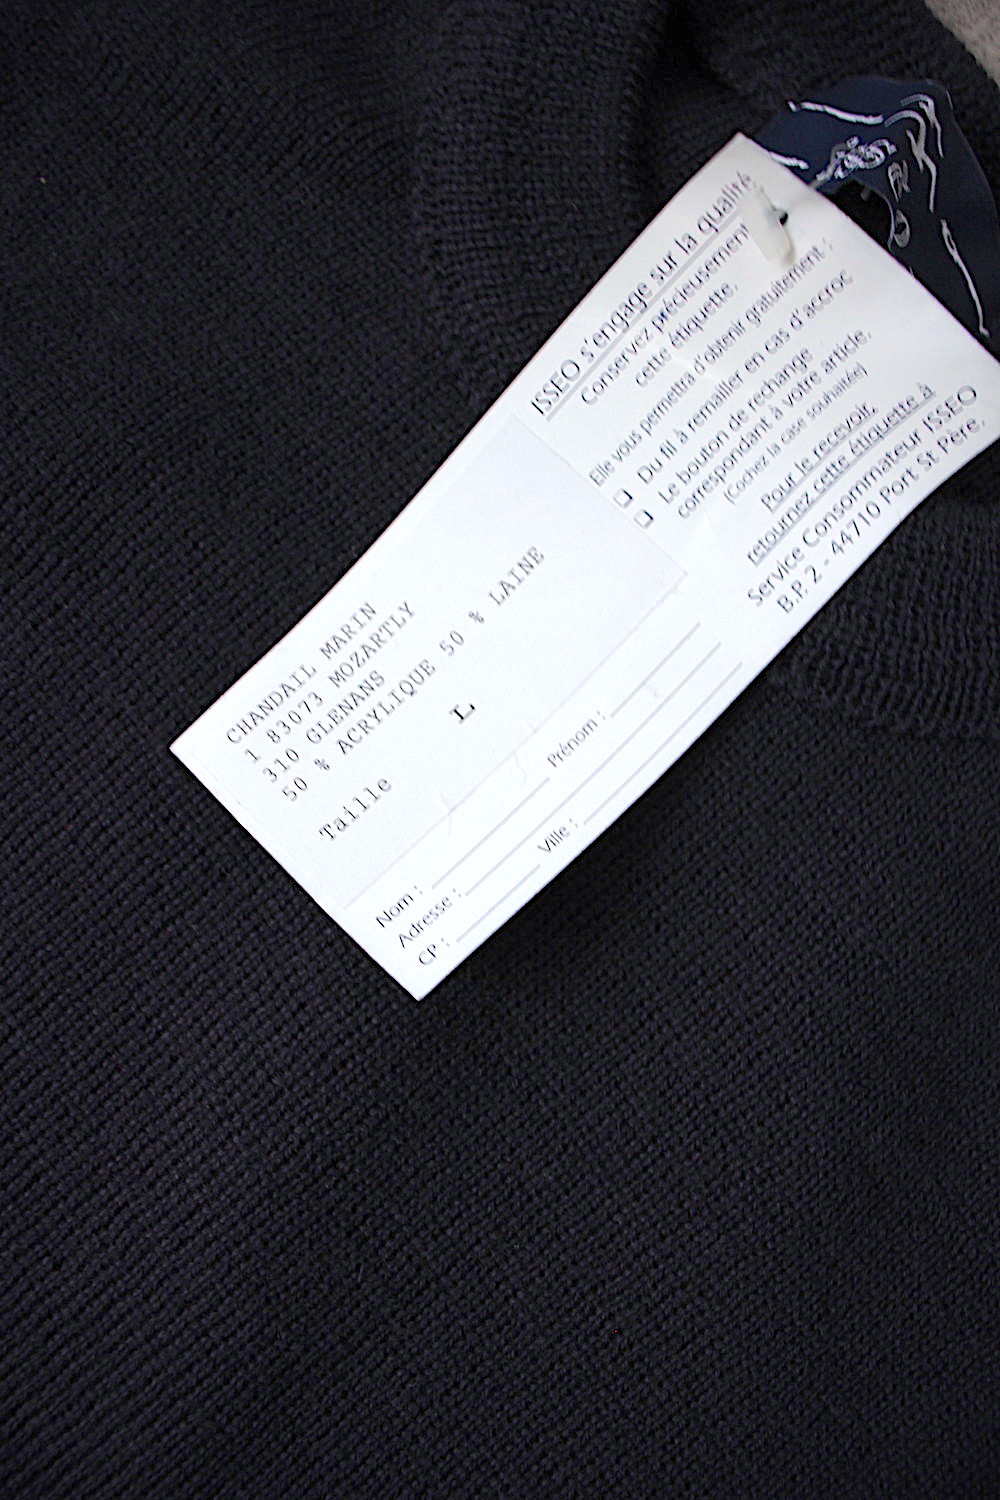 ISSEO s'engage sur la qualité
Conservez précieusement
cette étiquette.
Elle vous permettra d'obtenir gratuitement :
❏ Du fil à remailler en cas d'accroc
❏ Le bouton de rechange
correspondant à votre article.
(Cochez la case souhaitée)
Pour le recevoir,
retournez cette étiquette à
Service Consommateur ISSEO
B.P. 2 - 44710 Port St Père.
CHANDAIL MARIN
1 83073 MOZARTLY
310 GLENANS
50 % ACRYLIQUE 50 % LAINE
Taille L
Nom : Prénom :
Adresse :
CP : Ville :